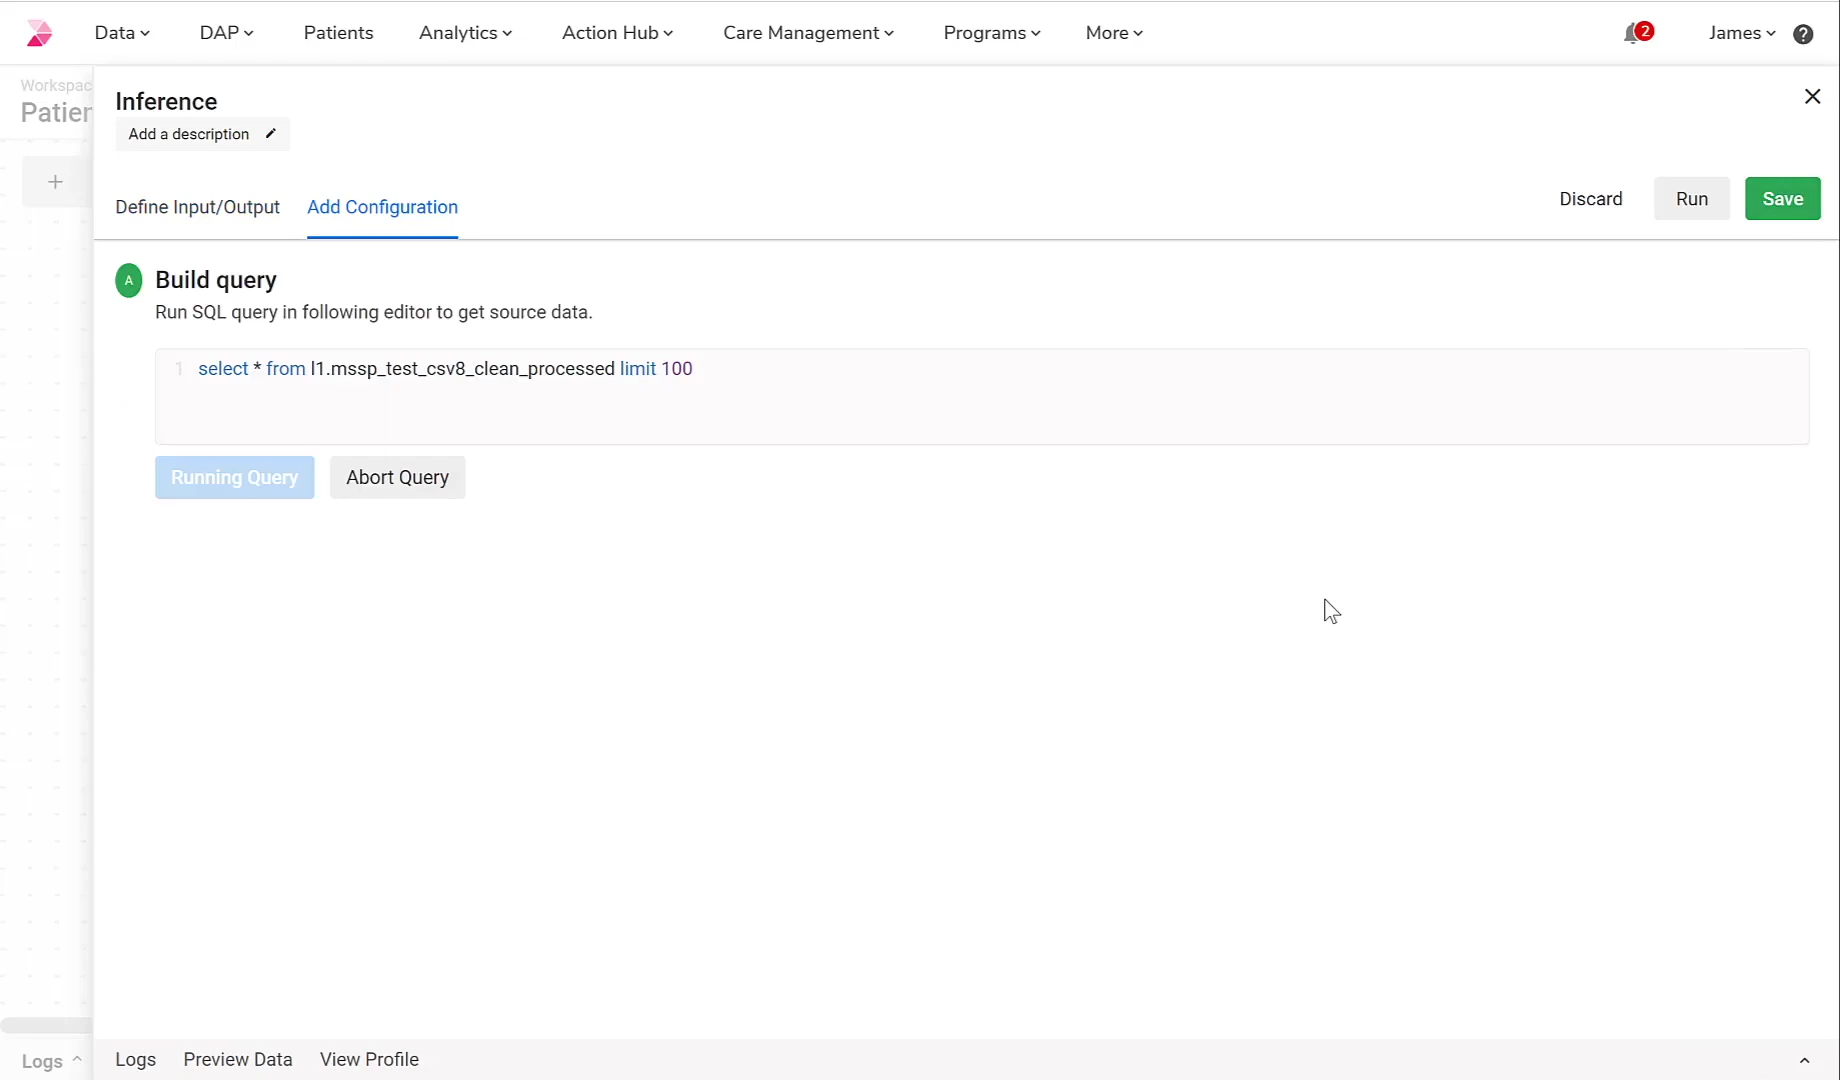 Data DAP Patients Analytics Action Hub Care Management Programs More 2 James ?
Workspac
Patier
Inference
Add a description
Define Input/Output Add Configuration Discard Run Save
A Build query
Run SQL query in following editor to get source data.
1 select * from l1.mssp_test_csv8_clean_processed limit 100
Running Query Abort Query
Logs Logs Preview Data View Profile